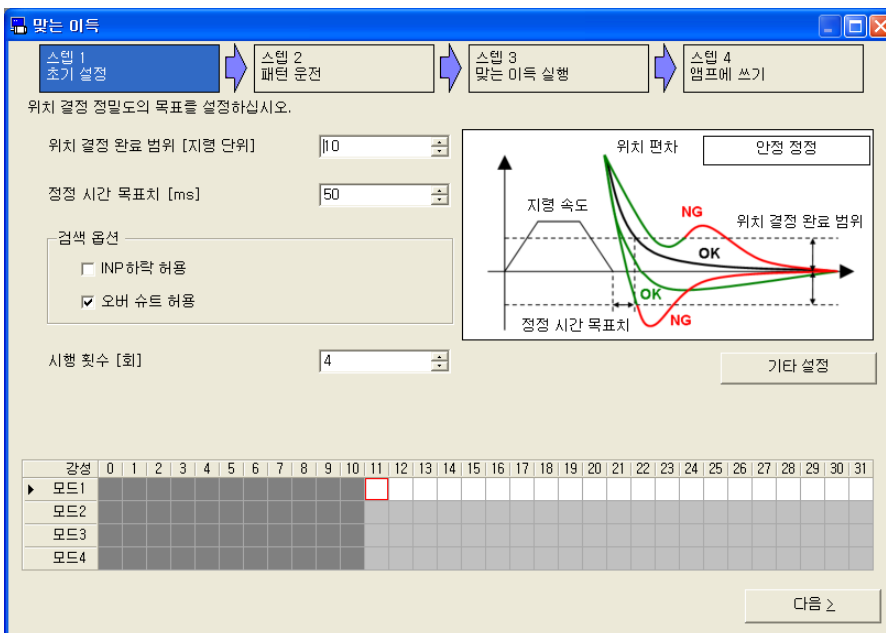 맞는 이득
스텝 1
초기 설정
스텝 2
패턴 운전
스텝 3
맞는 이득 실행
스텝 4
앰프에 쓰기
위치 결정 정밀도의 목표를 설정하십시오.
위치 결정 완료 범위 [지령 단위]
10
정정 시간 목표치 [ms]
50
검색 옵션
INP하락 허용
오버 슈트 허용
시행 횟수 [회]
4
위치 편차
안정 정정
지령 속도
NG
위치 결정 완료 범위
OK
OK
정정 시간 목표치
NG
기타 설정
강성 0 1 2 3 4 5 6 7 8 9 10 11 12 13 14 15 16 17 18 19 20 21 22 23 24 25 26 27 28 29 30 31
모드1
모드2
모드3
모드4
다음 >